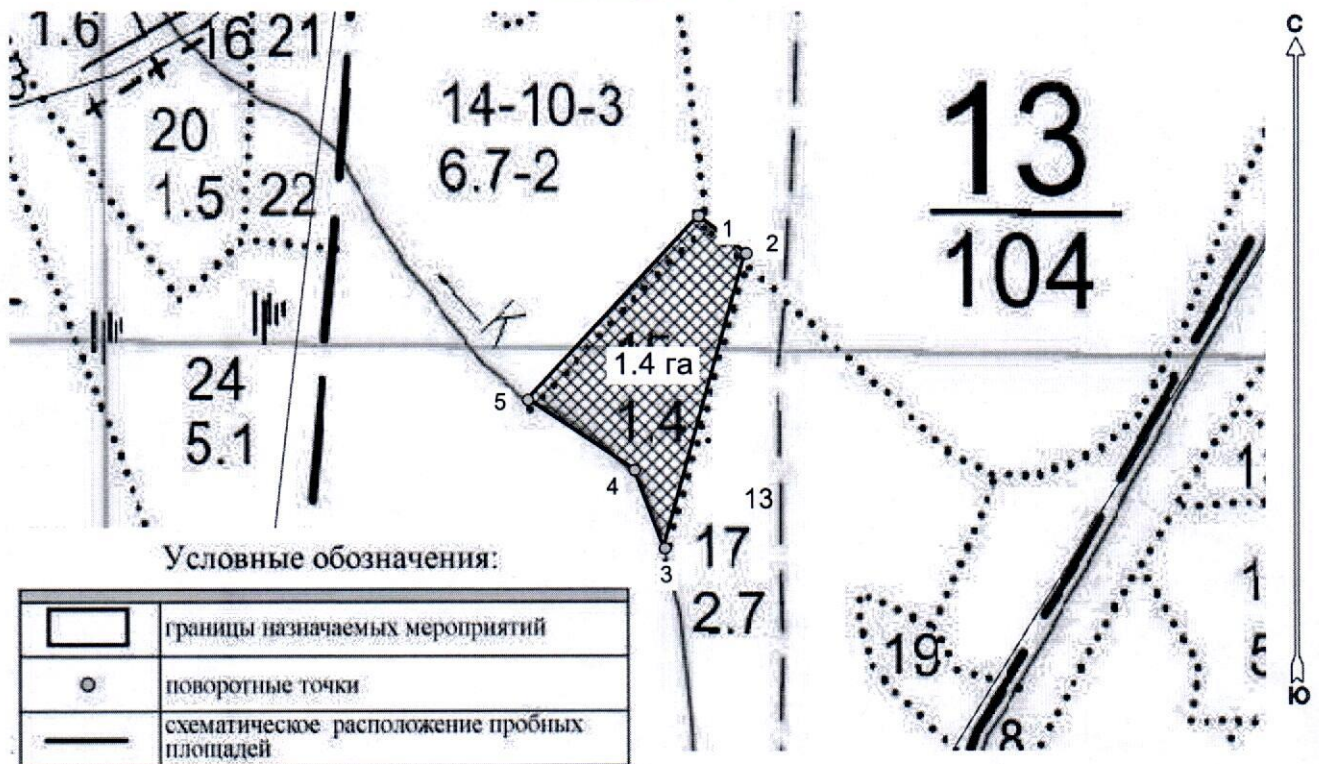 1.6
16 21
С
20
1.5 22
14-10-3
6.7-2
13
104
1
2
К
1.4 га
1.4
24
5.1
5
4
3
13
17
2.7
19
8
5
Ю
Условные обозначения:
границы назначаемых мероприятий
поворотные точки
схематическое расположение пробных
площадей